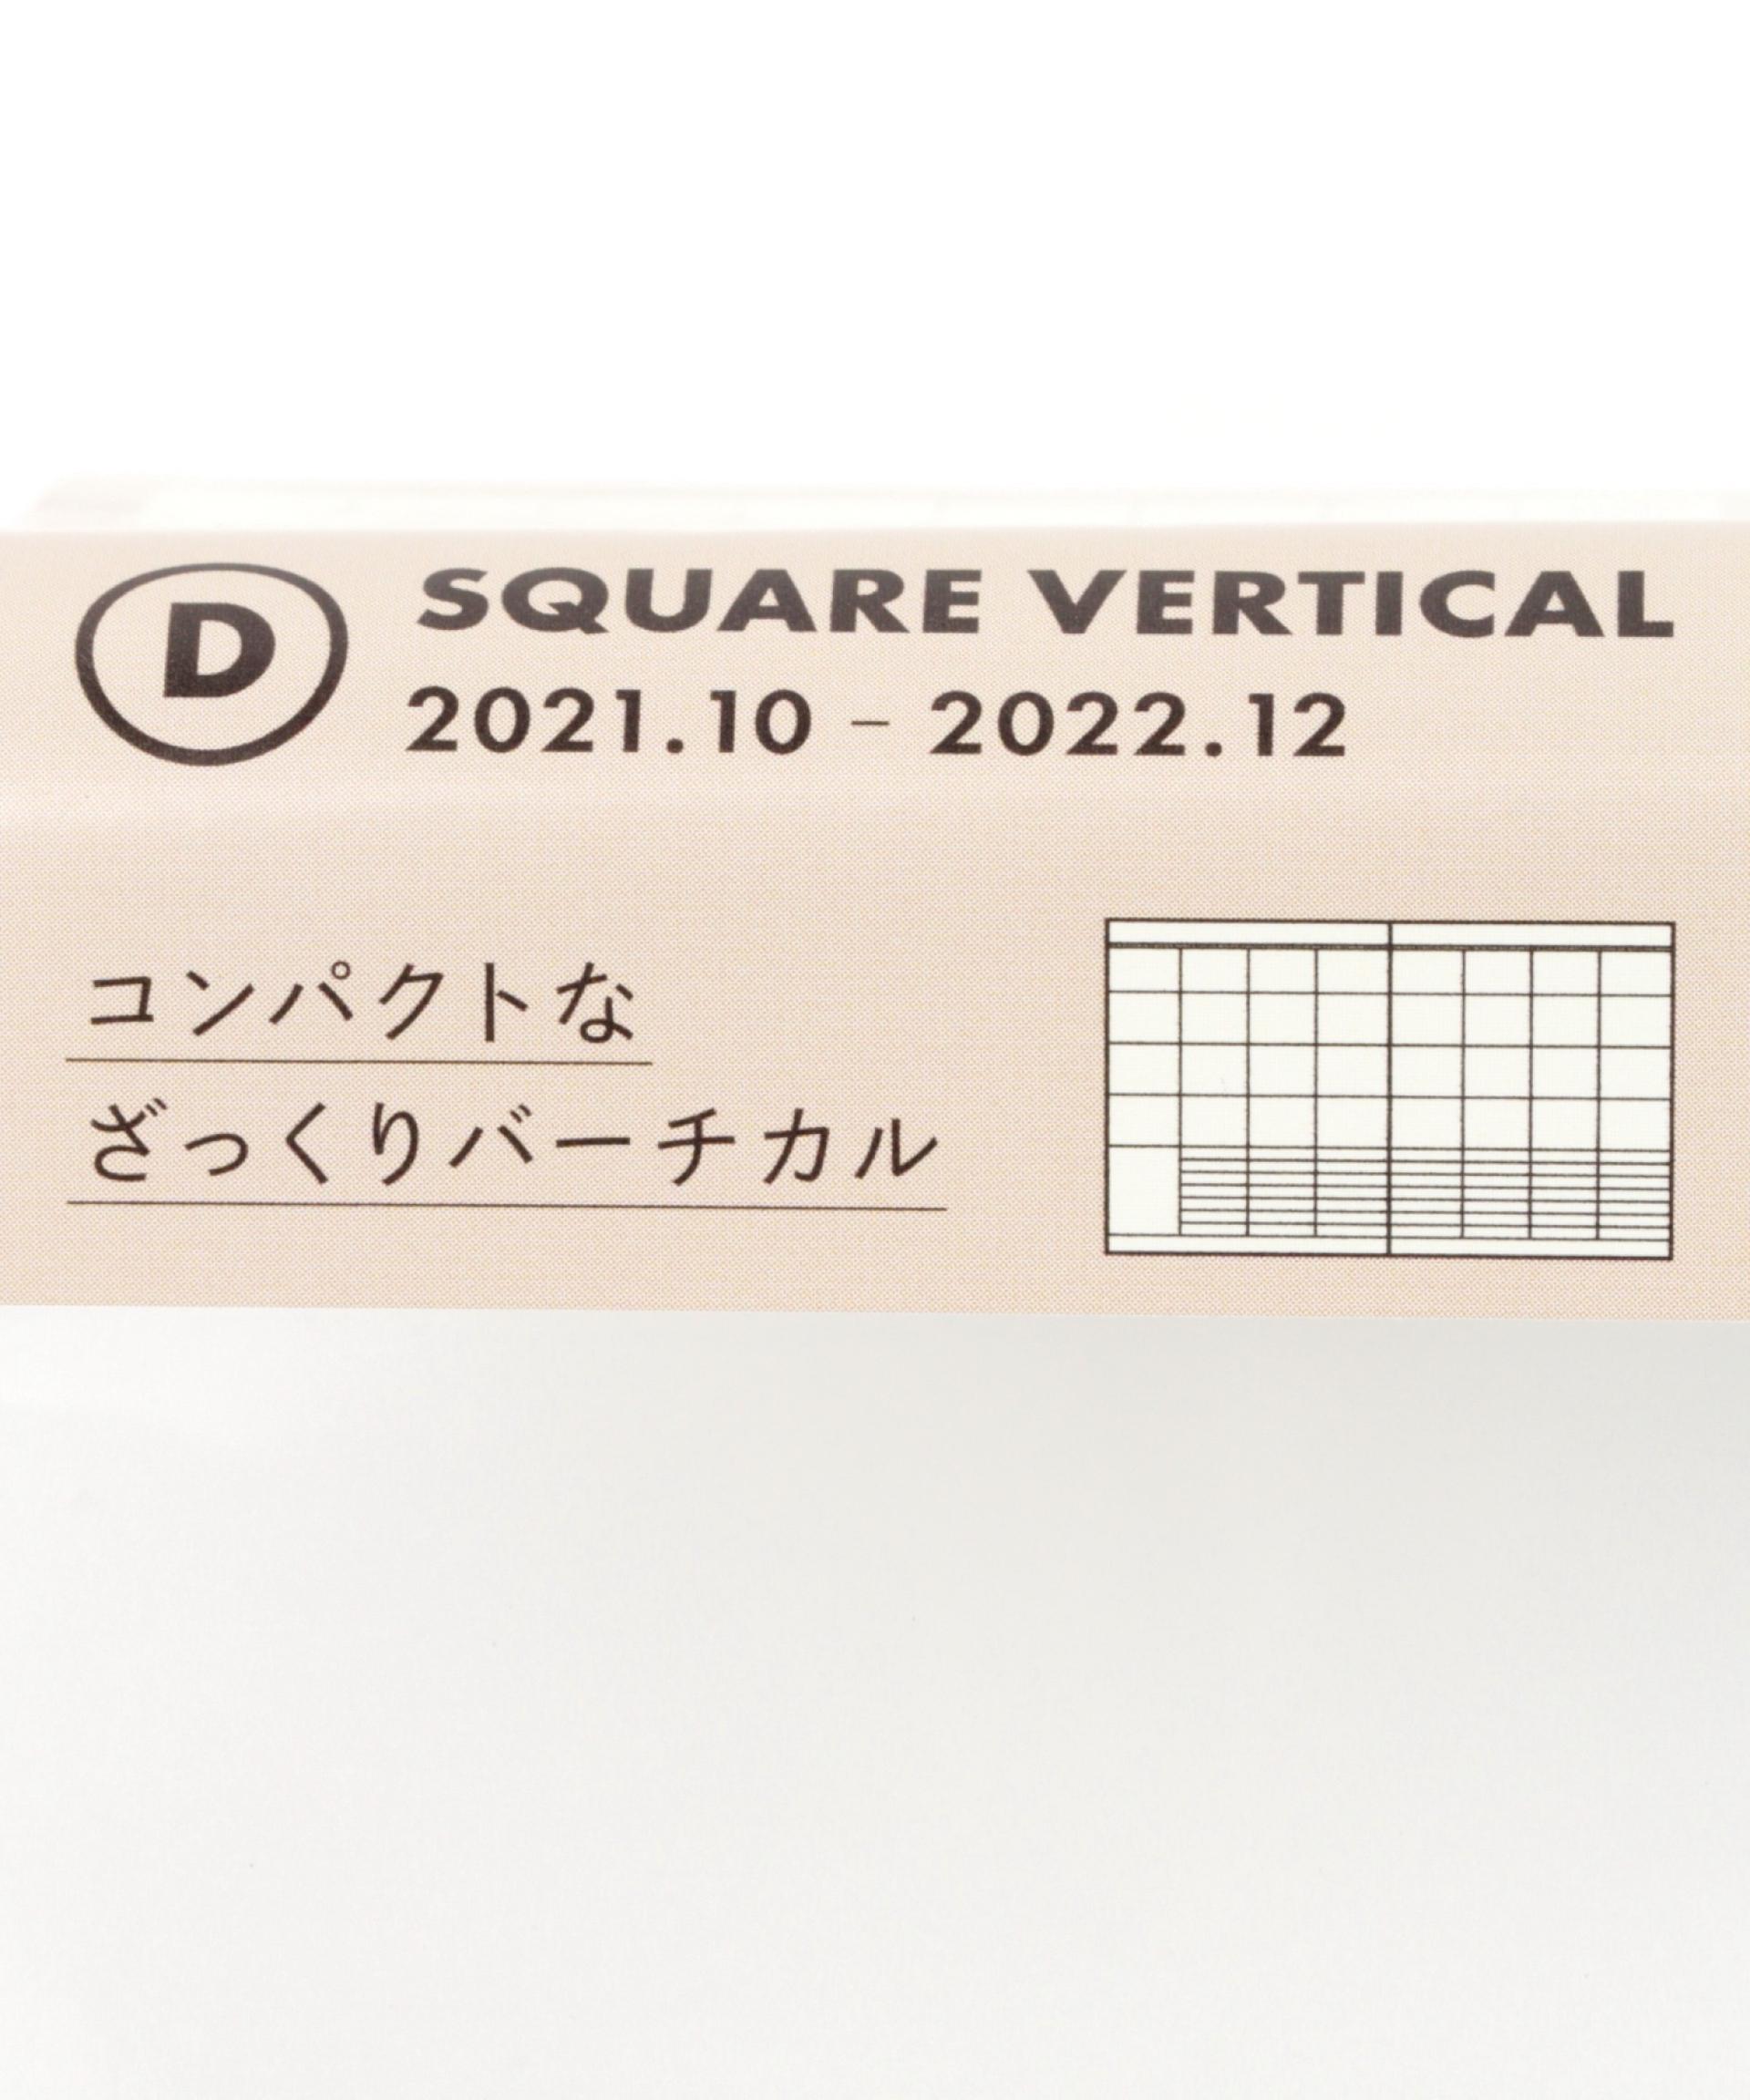 D
SQUARE VERTICAL
2021.10 – 2022.12
コンパクトな
ざっくりバーチカル